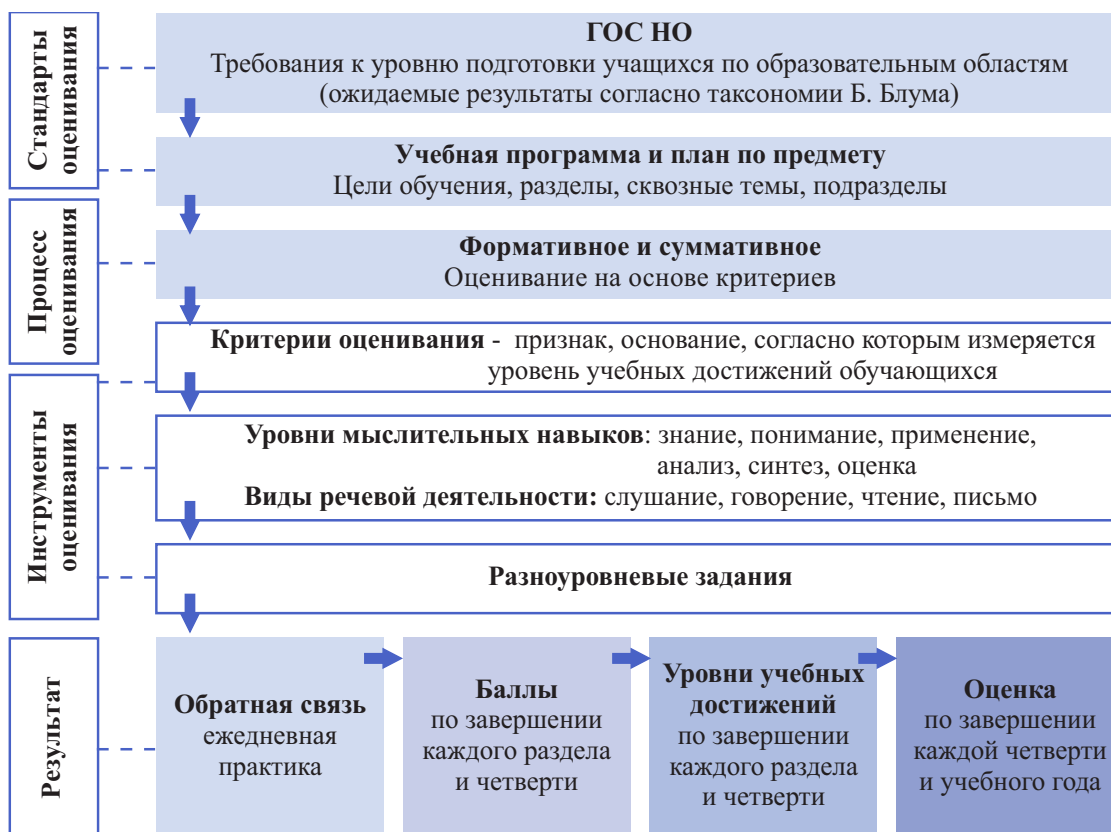 Стандарты
оценивания
ГОС НО
Требования к уровню подготовки учащихся по образовательным областям
(ожидаемые результаты согласно таксономии Б. Блума)
Учебная программа и план по предмету
Цели обучения, разделы, сквозные темы, подразделы
Процесс
оценивания
Формативное и суммативное
Оценивание на основе критериев
Критерии оценивания - признак, основание, согласно которым измеряется
уровень учебных достижений обучающихся
Инструменты
оценивания
Уровни мыслительных навыков: знание, понимание, применение,
анализ, синтез, оценка
Виды речевой деятельности: слушание, говорение, чтение, письмо
Разноуровневые задания
Результат
Обратная связь
ежедневная
практика
Баллы
по завершении
каждого раздела
и четверти
Уровни учебных
достижений
по завершении
каждого раздела
и четверти
Оценка
по завершении
каждой четверти
и учебного года